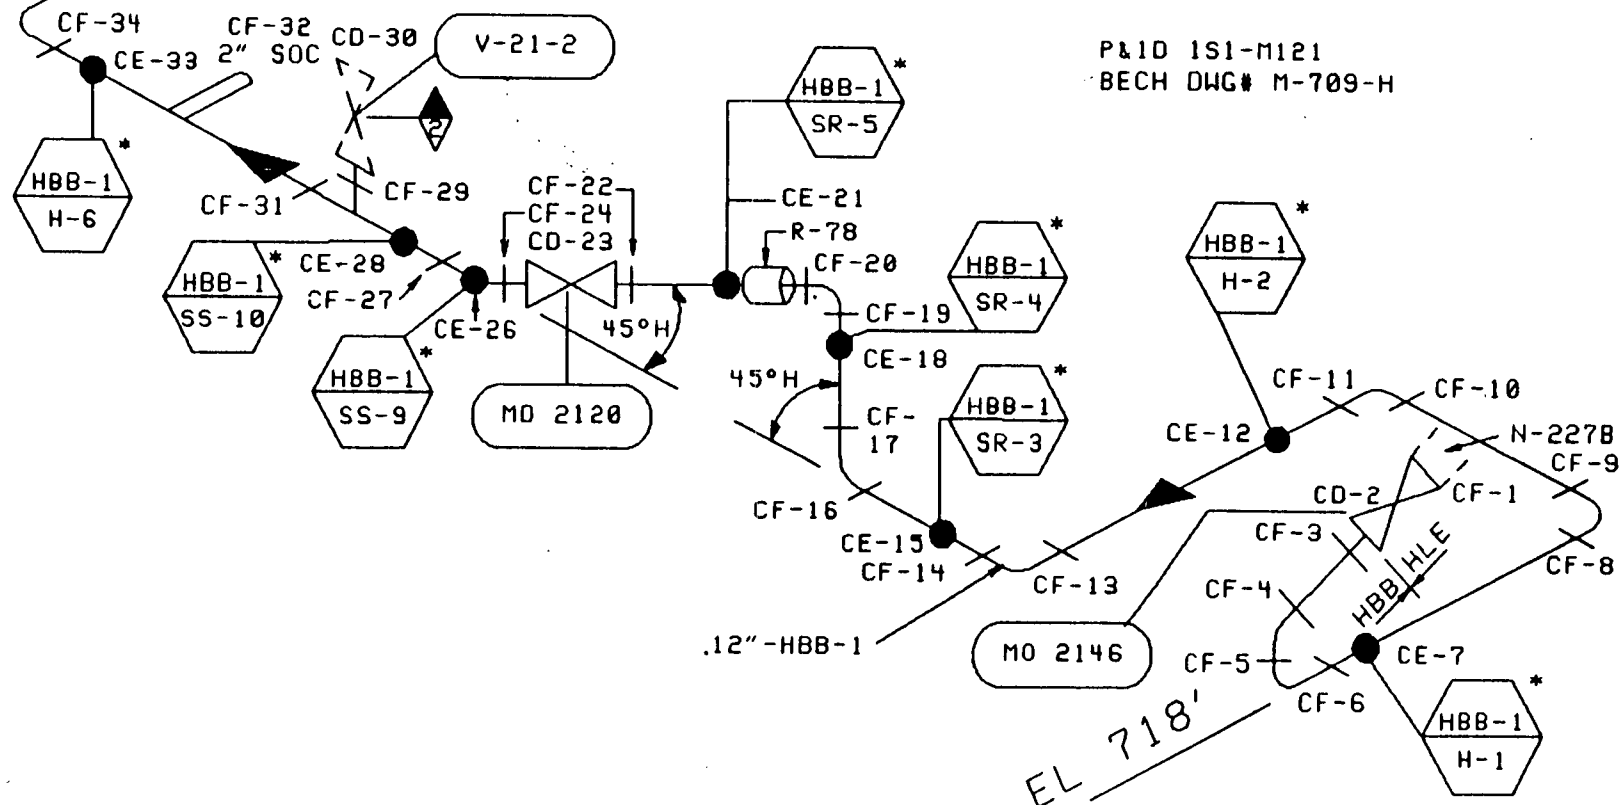 CF-34
CE-33
CF-32
2" SOC
CD-30
V-21-2
2
HBB-1
H-6
*
CF-31
CF-29
CF-22
CF-24
CD-23
HBB-1
SR-5
*
CE-21
R-78
CF-20
P&ID ISI-M121
BECH DWG# M-709-H
CE-28
HBB-1
SS-10
*
CF-27
CE-26
HBB-1
SS-9
*
45°H
MO 2120
CF-19
HBB-1
SR-4
*
CE-18
45°H
CF-
17
HBB-1
SR-3
*
CF-16
CE-15
CF-14
CF-13
12"-HBB-1
HBB-1
H-2
*
CE-12
CF-11
CF-10
N-227B
CF-9
CD-2
CF-1
CF-3
CF-8
HBB/HLE
CF-4
MO 2146
CF-5
CF-6
CE-7
HBB-1
H-1
*
EL 718'